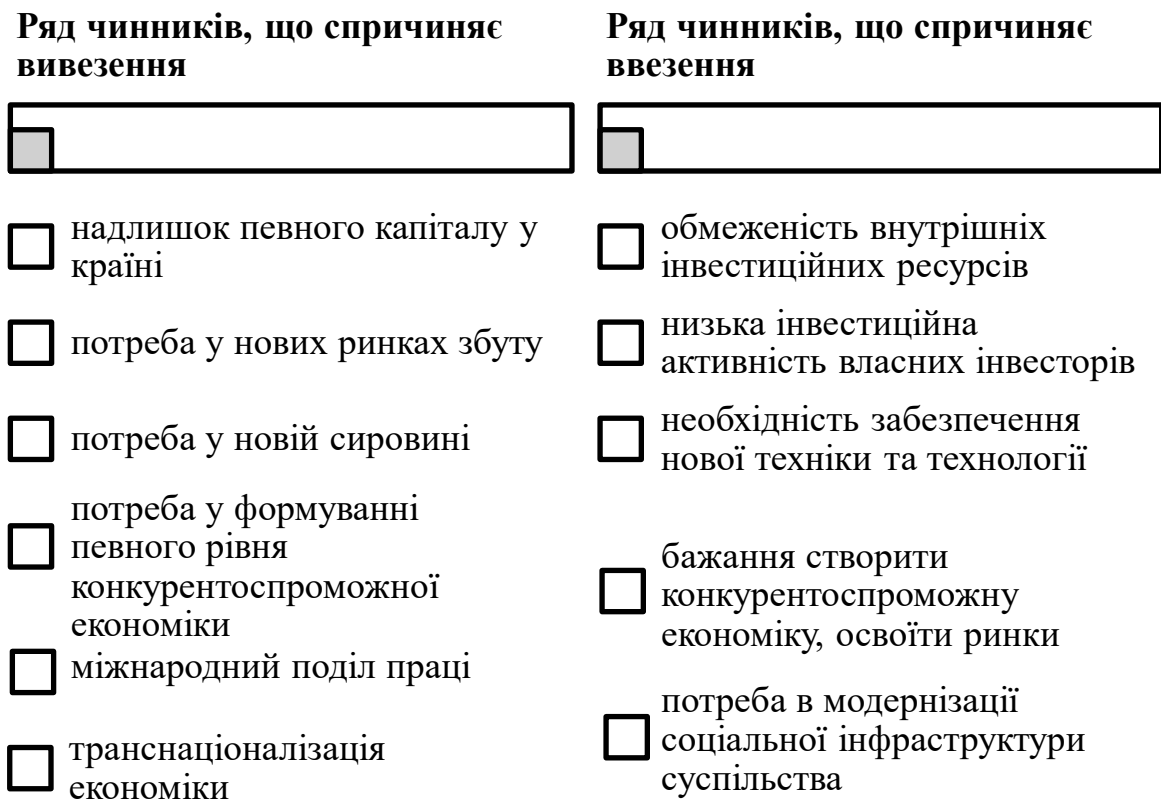 Ряд чинників, що спричиняє
вивезення
надлишок певного капіталу у
країні
потреба у нових ринках збуту
потреба у новій сировині
потреба у формуванні
певного рівня
конкурентоспроможної
економіки
міжнародний поділ праці
транснаціоналізація
економіки
Ряд чинників, що спричиняє
ввезення
обмеженість внутрішніх
інвестиційних ресурсів
низька інвестиційна
активність власних інвесторів
необхідність забезпечення
нової техніки та технології
бажання створити
конкурентоспроможну
економіку, освоїти ринки
потреба в модернізації
соціальної інфраструктури
суспільства